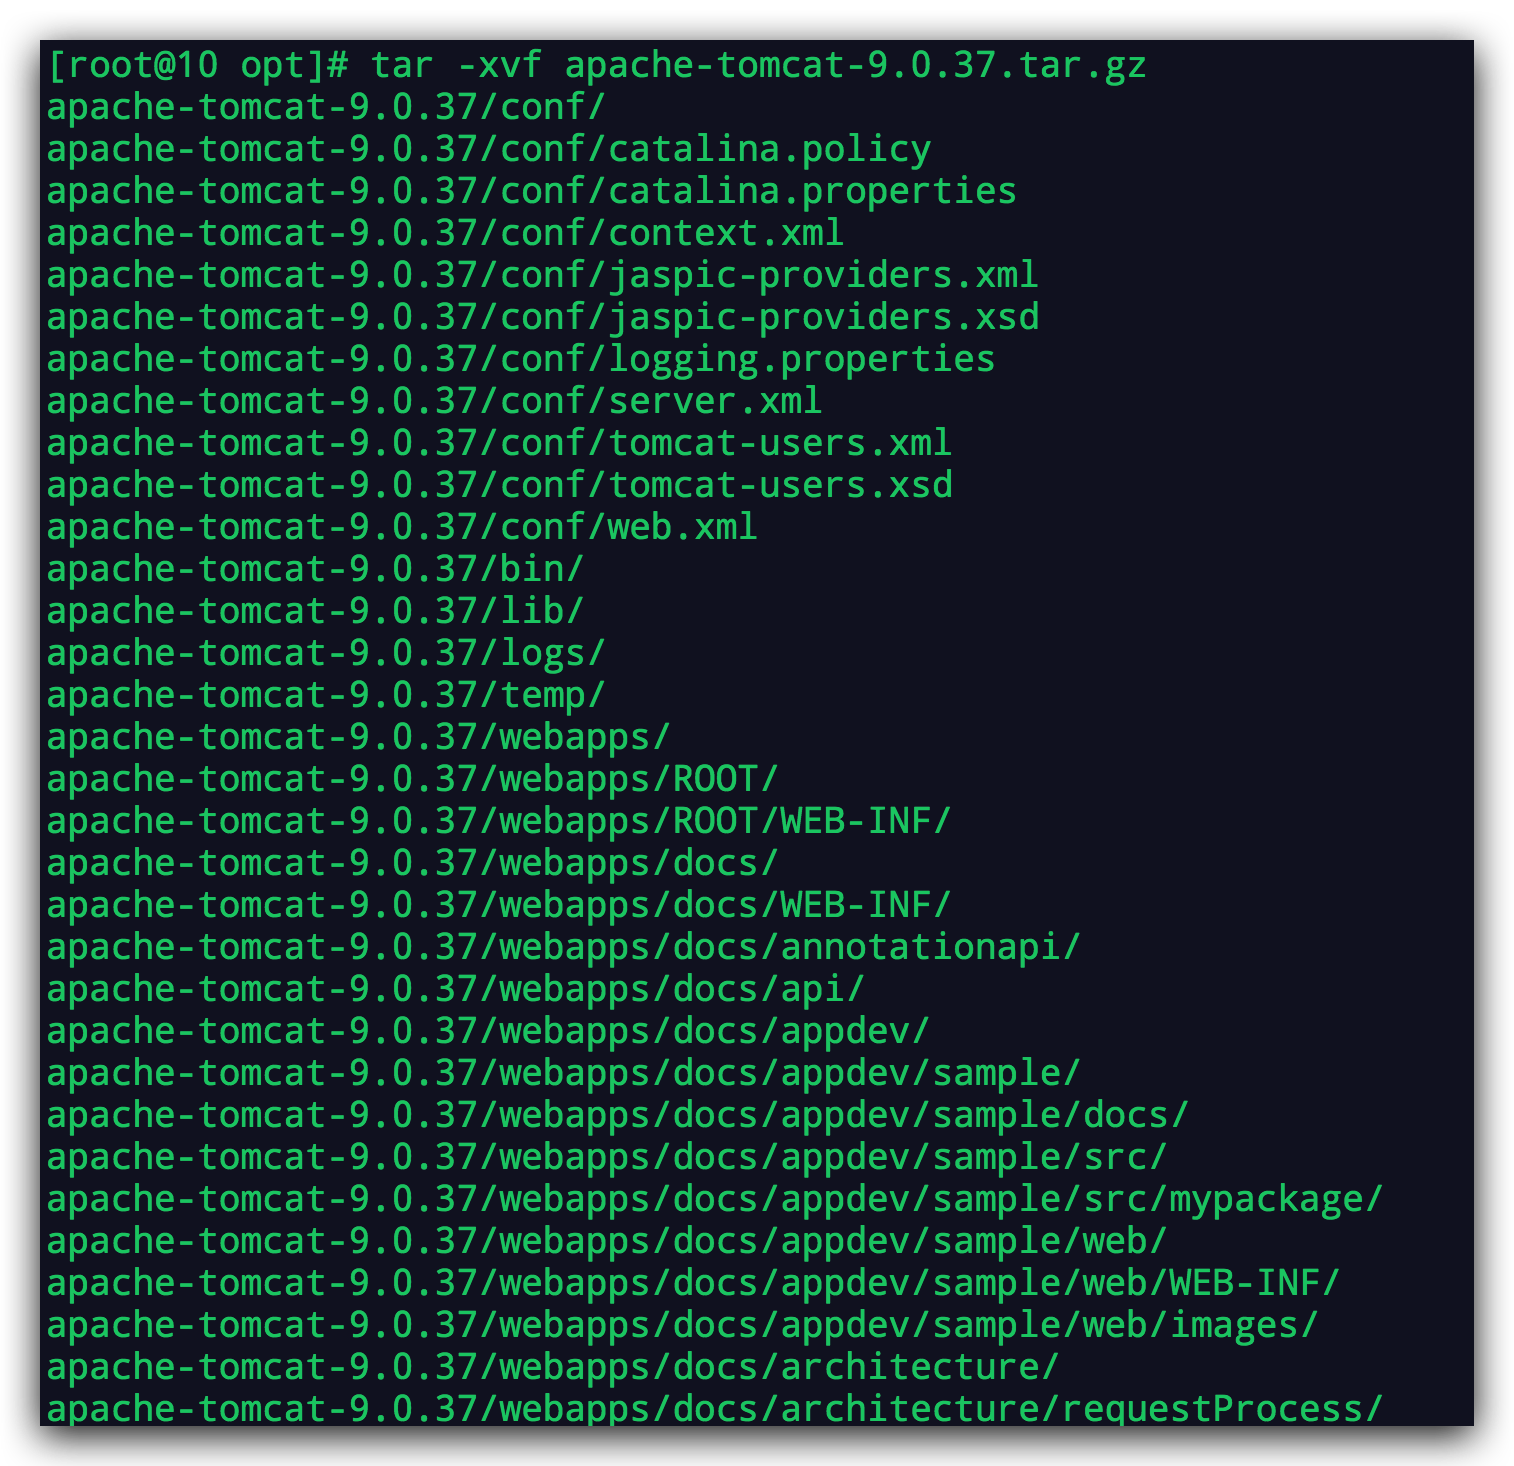 [root@10 opt]# tar -xvf apache-tomcat-9.0.37.tar.gz
apache-tomcat-9.0.37/conf/
apache-tomcat-9.0.37/conf/catalina.policy
apache-tomcat-9.0.37/conf/catalina.properties
apache-tomcat-9.0.37/conf/context.xml
apache-tomcat-9.0.37/conf/jaspic-providers.xml
apache-tomcat-9.0.37/conf/jaspic-providers.xsd
apache-tomcat-9.0.37/conf/logging.properties
apache-tomcat-9.0.37/conf/server.xml
apache-tomcat-9.0.37/conf/tomcat-users.xml
apache-tomcat-9.0.37/conf/tomcat-users.xsd
apache-tomcat-9.0.37/conf/web.xml
apache-tomcat-9.0.37/bin/
apache-tomcat-9.0.37/lib/
apache-tomcat-9.0.37/logs/
apache-tomcat-9.0.37/temp/
apache-tomcat-9.0.37/webapps/
apache-tomcat-9.0.37/webapps/ROOT/
apache-tomcat-9.0.37/webapps/ROOT/WEB-INF/
apache-tomcat-9.0.37/webapps/docs/
apache-tomcat-9.0.37/webapps/docs/WEB-INF/
apache-tomcat-9.0.37/webapps/docs/annotationapi/
apache-tomcat-9.0.37/webapps/docs/api/
apache-tomcat-9.0.37/webapps/docs/appdev/
apache-tomcat-9.0.37/webapps/docs/appdev/sample/
apache-tomcat-9.0.37/webapps/docs/appdev/sample/docs/
apache-tomcat-9.0.37/webapps/docs/appdev/sample/src/
apache-tomcat-9.0.37/webapps/docs/appdev/sample/src/mypackage/
apache-tomcat-9.0.37/webapps/docs/appdev/sample/web/
apache-tomcat-9.0.37/webapps/docs/appdev/sample/web/WEB-INF/
apache-tomcat-9.0.37/webapps/docs/appdev/sample/web/images/
apache-tomcat-9.0.37/webapps/docs/architecture/
apache-tomcat-9.0.37/webapps/docs/architecture/requestProcess/